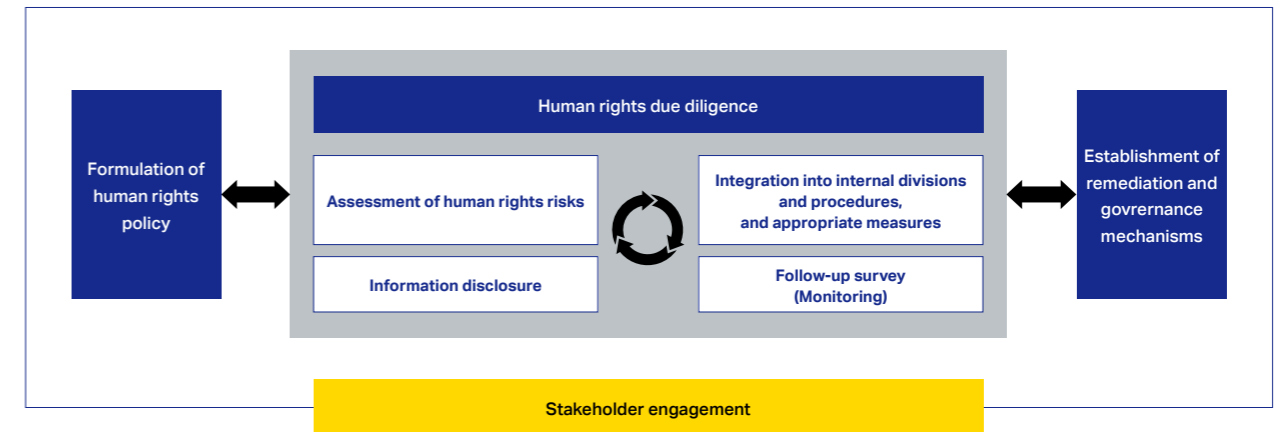 Human rights due diligence
Formulation of
human rights
policy
Assessment of human rights risks
Integration into internal divisions
and procedures,
and appropriate measures
Information disclosure
Follow-up survey
(Monitoring)
Establishment of
remediation and
govrernance
mechanisms
Stakeholder engagement